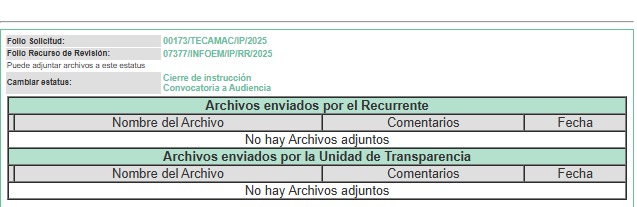 Folio Solicitud: 00173/TECAMAC/IP/2025
Folio Recurso de Revisión: 07377/INFOEM/IP/RR/2025
Puede adjuntar archivos a este estatus
Cambiar estatus: Cierre de instrucción
Convocatoria a Audiencia
Archivos enviados por el Recurrente
Nombre del Archivo Comentarios Fecha
No hay Archivos adjuntos
Archivos enviados por la Unidad de Transparencia
Nombre del Archivo Comentarios Fecha
No hay Archivos adjuntos